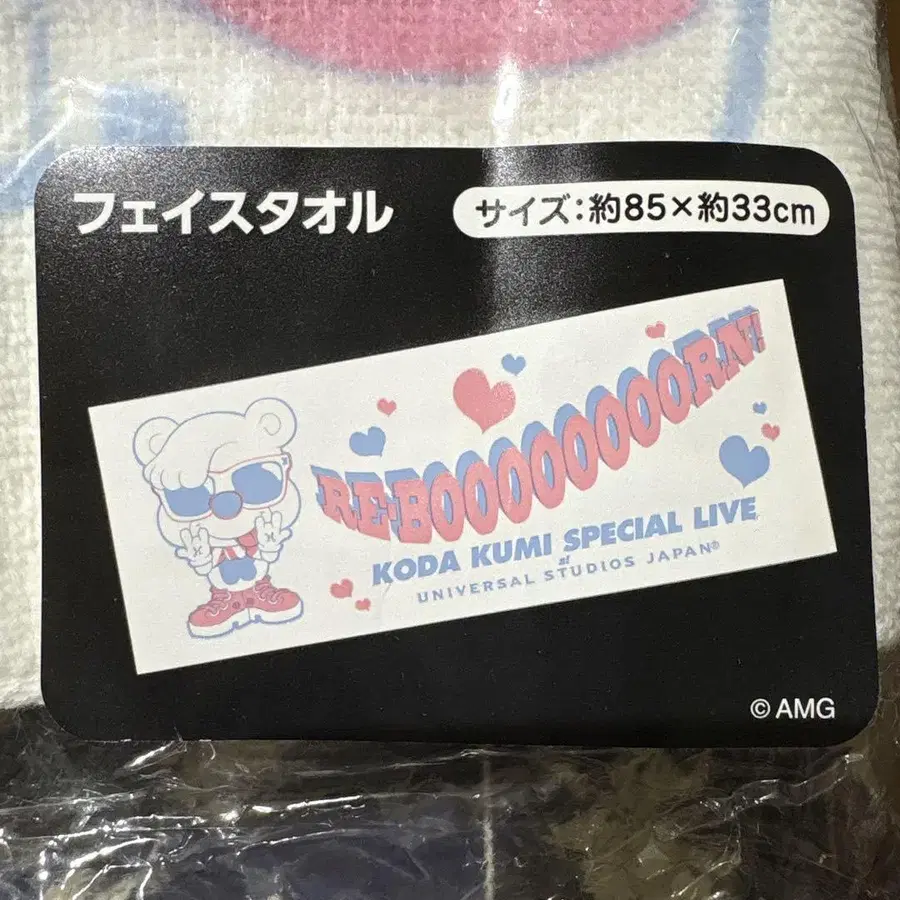 フェイスタオル
サイズ：約85×約33cm
RE-BOOOOOOOOORN!
KODA KUMI SPECIAL LIVE
at
UNIVERSAL STUDIOS JAPAN®
© AMG